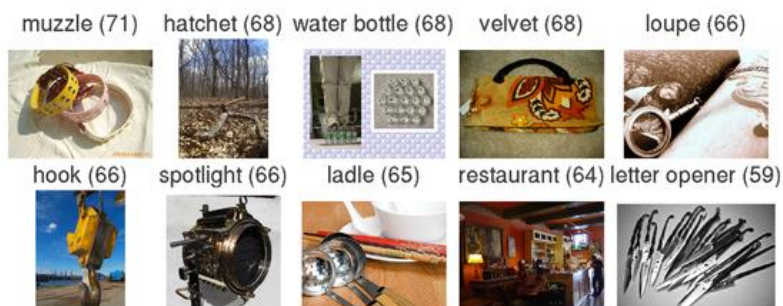 muzzle (71) hatchet (68) water bottle (68) velvet (68) loupe (66)
hook (66) spotlight (66) ladle (65) restaurant (64) letter opener (59)